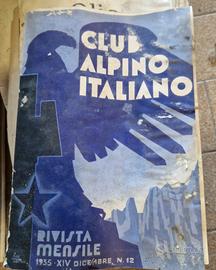 CLUB
ALPINO
ITALIANO
RIVISTA
MENSILE
1935·XIV DICEMBRE N.12